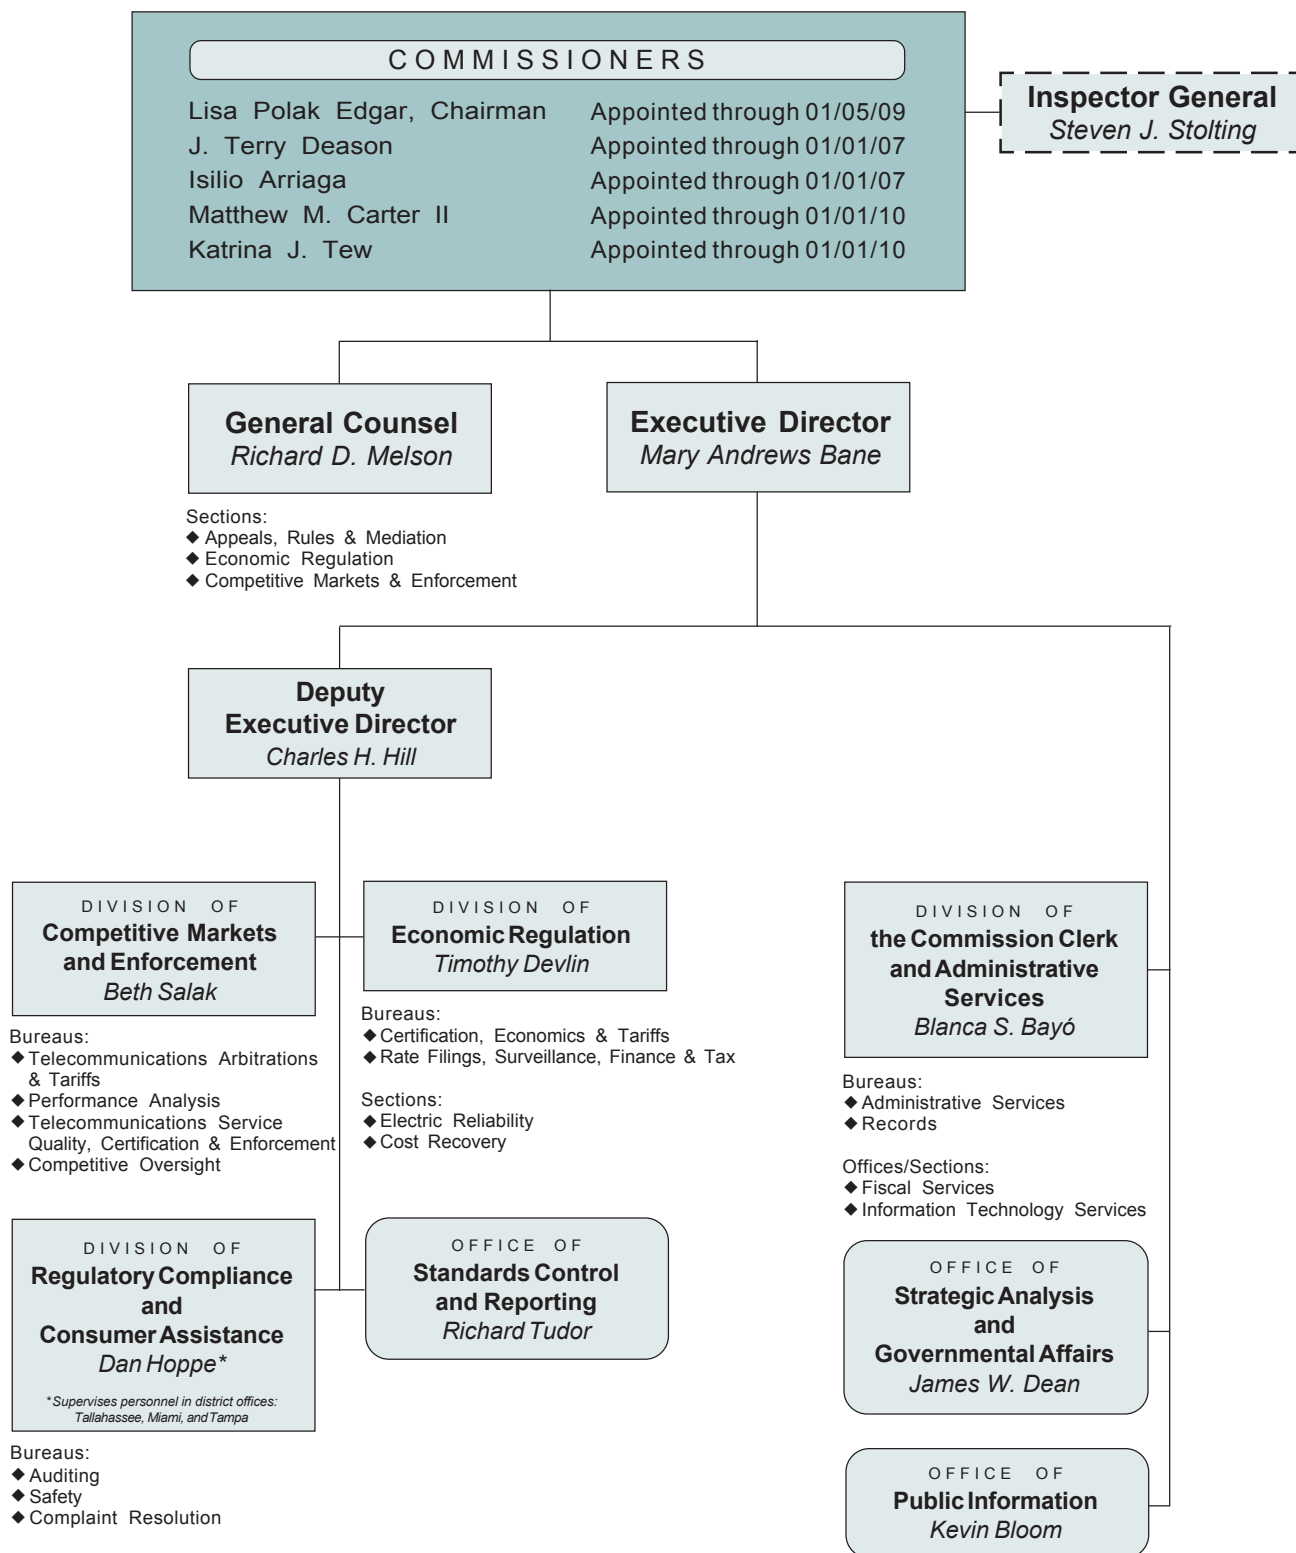 COMMISSIONERS
Lisa Polak Edgar, Chairman Appointed through 01/05/09
J. Terry Deason Appointed through 01/01/07
Isilio Arriaga Appointed through 01/01/07
Matthew M. Carter II Appointed through 01/01/10
Katrina J. Tew Appointed through 01/01/10
Inspector General
Steven J. Stolting
General Counsel
Richard D. Melson
Sections:
◆ Appeals, Rules & Mediation
◆ Economic Regulation
◆ Competitive Markets & Enforcement
Executive Director
Mary Andrews Bane
Deputy
Executive Director
Charles H. Hill
DIVISION OF
Competitive Markets
and Enforcement
Beth Salak
Bureaus:
◆ Telecommunications Arbitrations
& Tariffs
◆ Performance Analysis
◆ Telecommunications Service
Quality, Certification & Enforcement
◆ Competitive Oversight
DIVISION OF
Economic Regulation
Timothy Devlin
Bureaus:
◆ Certification, Economics & Tariffs
◆ Rate Filings, Surveillance, Finance & Tax
Sections:
◆ Electric Reliability
◆ Cost Recovery
DIVISION OF
the Commission Clerk
and Administrative
Services
Blanca S. Bayó
Bureaus:
◆ Administrative Services
◆ Records
Offices/Sections:
◆ Fiscal Services
◆ Information Technology Services
DIVISION OF
Regulatory Compliance
and
Consumer Assistance
Dan Hoppe*
*Supervises personnel in district offices:
Tallahassee, Miami, and Tampa
Bureaus:
◆ Auditing
◆ Safety
◆ Complaint Resolution
OFFICE OF
Standards Control
and Reporting
Richard Tudor
OFFICE OF
Strategic Analysis
and
Governmental Affairs
James W. Dean
OFFICE OF
Public Information
Kevin Bloom